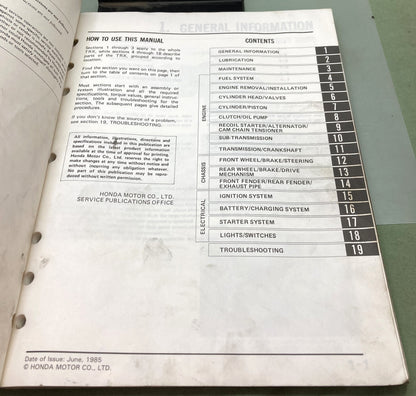 HOW TO USE THIS MANUAL
Sections 1 through 3 apply to the whole
TRX, while sections 4 through 18 describe
parts of the TRX, grouped according to
location.
Find the section you want on this page, then
turn to the table of contents on page 1 of
that section.
Most sections start with an assembly or
system illustration and all the required
specifications, torque values, general instruc-
tions, tools and troubleshooting for the
section. The subsequent pages give detailed
procedures.
If you don't know the source of a problem,
see section 19, TROUBLESHOOTING.
All information, illustrations, directions and
specifications included in this publication are
based on the latest product information
available at the time of approval for printing.
Honda Motor Co., Ltd. reserves the right to
make changes at any time without notice and
without incurring any obligation whatever.
No part of this publication may be repro-
duced without written permission.
HONDA MOTOR CO., LTD.
SERVICE PUBLICATIONS OFFICE
CONTENTS
GENERAL INFORMATION 1
LUBRICATION 2
MAINTENANCE 3
FUEL SYSTEM 4
ENGINE
ENGINE REMOVAL/INSTALLATION 5
CYLINDER HEAD/VALVES 6
CYLINDER/PISTON 7
CLUTCH/OIL PUMP 8
RECOIL STARTER/ALTERNATOR/
CAM CHAIN TENSIONER 9
SUB-TRANSMISSION 10
TRANSMISSION/CRANKSHAFT 11
CHASSIS
FRONT WHEEL/BRAKE/STEERING 12
REAR WHEEL/BRAKE/DRIVE
MECHANISM 13
FRONT FENDER/REAR FENDER/
EXHAUST PIPE 14
ELECTRICAL
IGNITION SYSTEM 15
BATTERY/CHARGING SYSTEM 16
STARTER SYSTEM 17
LIGHTS/SWITCHES 18
TROUBLESHOOTING 19
Date of Issue: June, 1985
© HONDA MOTOR CO., LTD.